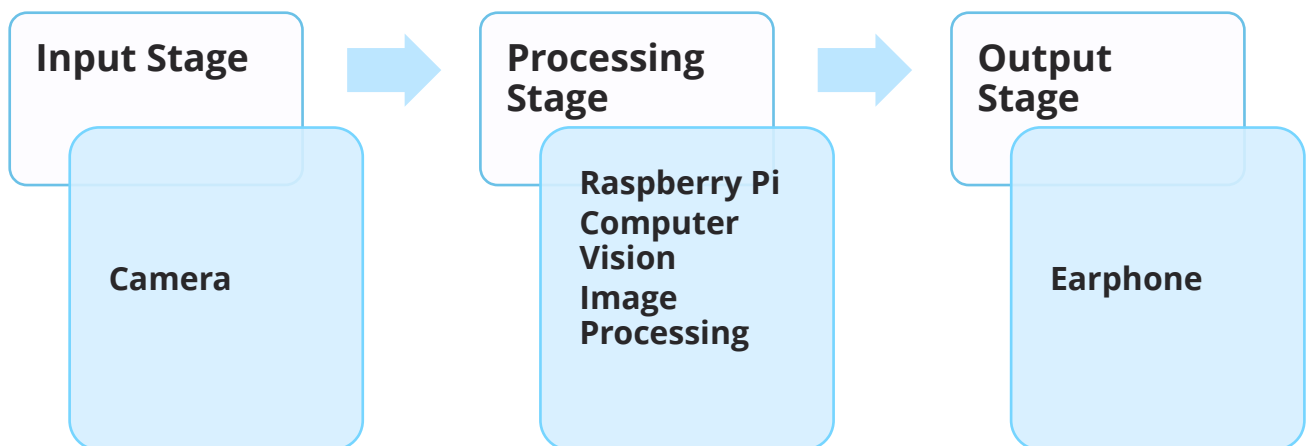 Input Stage
Camera
Processing
Stage
Raspberry Pi
Computer
Vision
Image
Processing
Output
Stage
Earphone